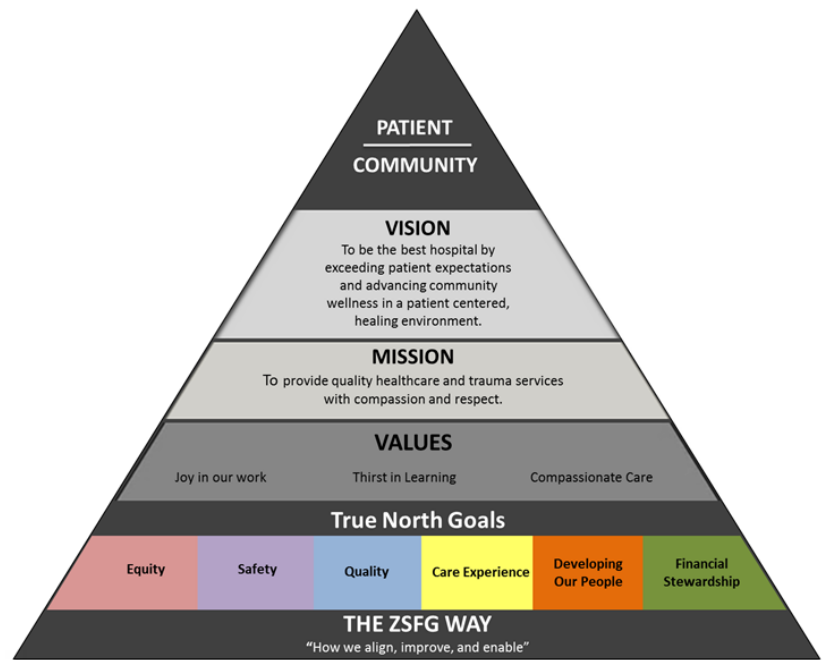 PATIENT
COMMUNITY
VISION
To be the best hospital by
exceeding patient expectations
and advancing community
wellness in a patient centered,
healing environment.
MISSION
To provide quality healthcare and trauma services
with compassion and respect.
VALUES
Joy in our work Thirst in Learning Compassionate Care
True North Goals
Equity Safety Quality Care Experience Developing Our People Financial Stewardship
THE ZSFG WAY
“How we align, improve, and enable”